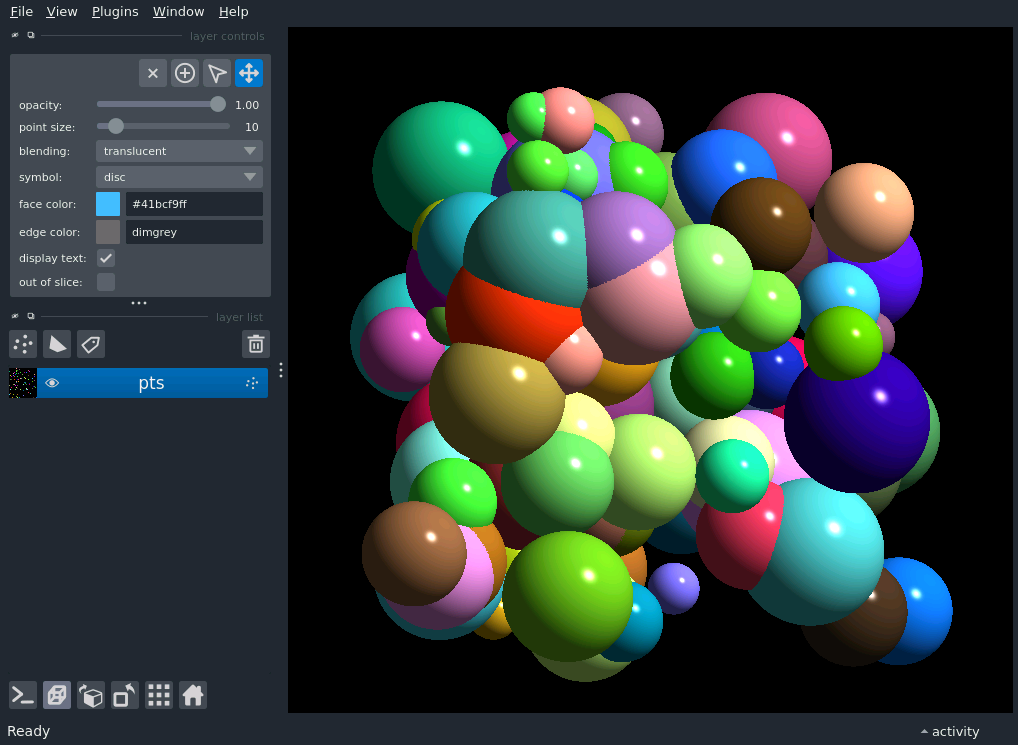 File View Plugins Window Help
layer controls
opacity: 1.00
point size: 10
blending: translucent
symbol: disc
face color: #41bcf9ff
edge color: dimgrey
display text:
out of slice:
layer list
pts
Ready
activity